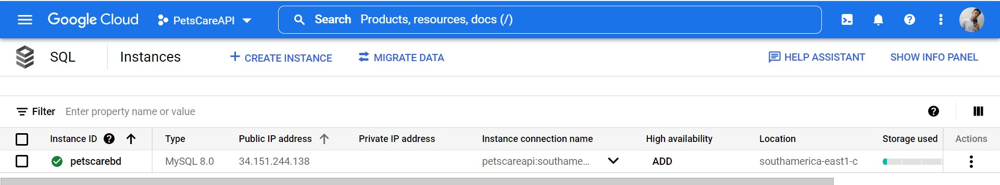 Google Cloud PetsCareAPI Search Products, resources, docs (/)
SQL Instances CREATE INSTANCE MIGRATE DATA HELP ASSISTANT SHOW INFO PANEL
Filter Enter property name or value
Instance ID Type Public IP address Private IP address Instance connection name High availability Location Storage used Actions
petscarebd MySQL 8.0 34.151.244.138 petscareapi:southame... ADD southamerica-east1-c